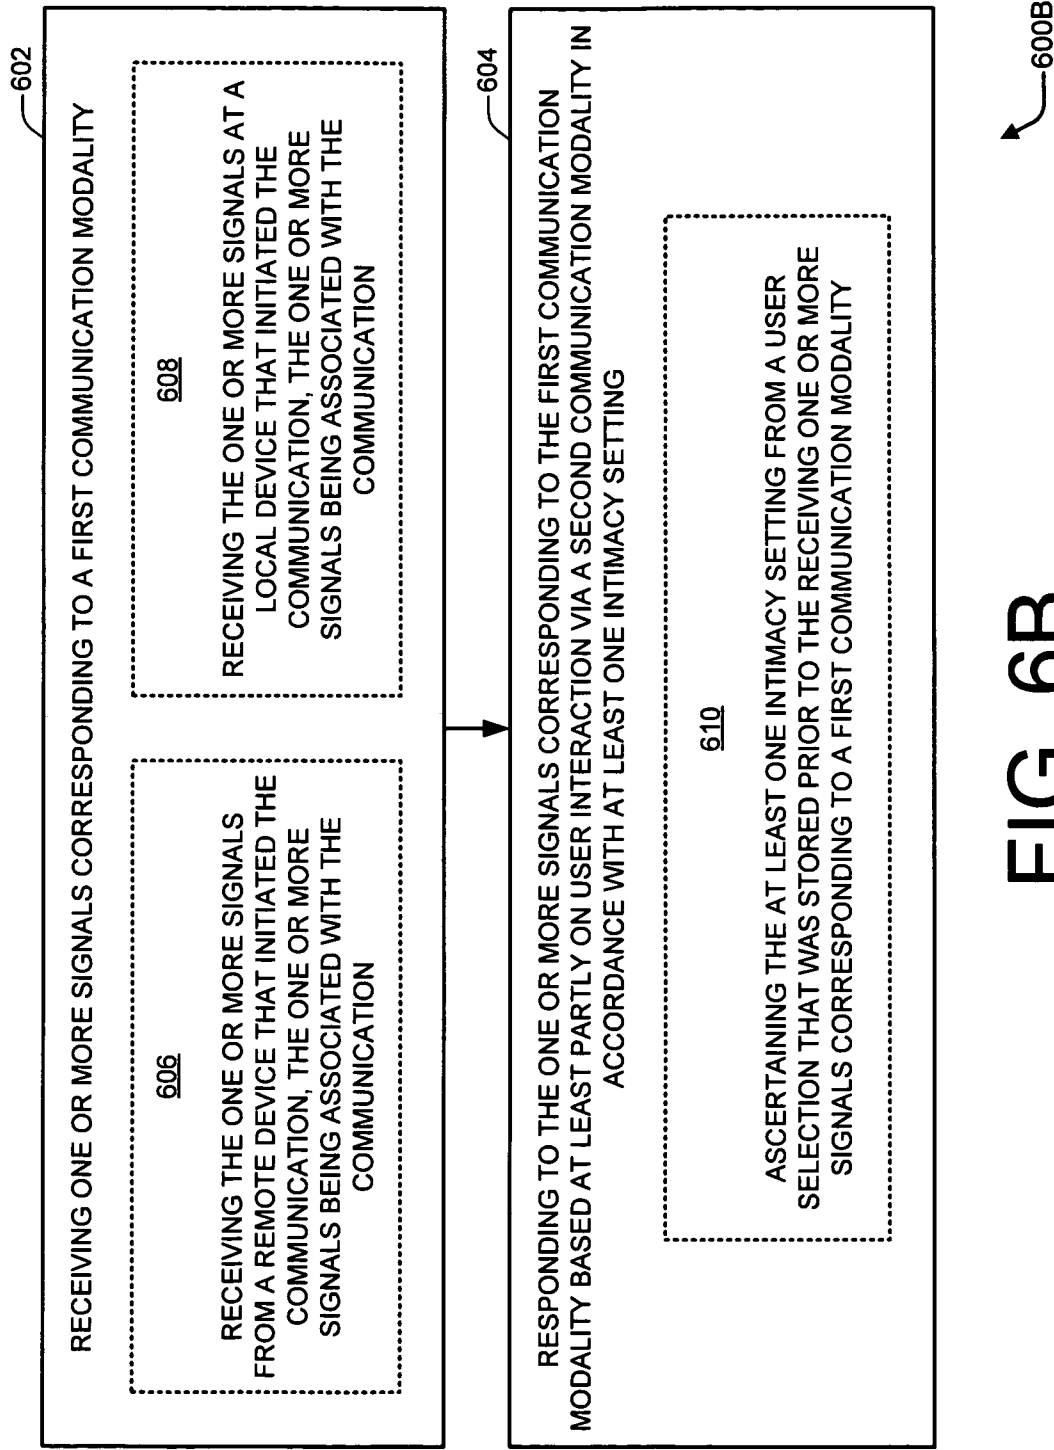 602
RECEIVING ONE OR MORE SIGNALS CORRESPONDING TO A FIRST COMMUNICATION MODALITY
606
RECEIVING THE ONE OR MORE SIGNALS
FROM A REMOTE DEVICE THAT INITIATED THE
COMMUNICATION, THE ONE OR MORE
SIGNALS BEING ASSOCIATED WITH THE
COMMUNICATION
608
RECEIVING THE ONE OR MORE SIGNALS AT A
LOCAL DEVICE THAT INITIATED THE
COMMUNICATION, THE ONE OR MORE
SIGNALS BEING ASSOCIATED WITH THE
COMMUNICATION
604
RESPONDING TO THE ONE OR MORE SIGNALS CORRESPONDING TO THE FIRST COMMUNICATION
MODALITY BASED AT LEAST PARTLY ON USER INTERACTION VIA A SECOND COMMUNICATION MODALITY IN
ACCORDANCE WITH AT LEAST ONE INTIMACY SETTING
610
ASCERTAINING THE AT LEAST ONE INTIMACY SETTING FROM A USER
SELECTION THAT WAS STORED PRIOR TO THE RECEIVING ONE OR MORE
SIGNALS CORRESPONDING TO A FIRST COMMUNICATION MODALITY
600B
FIG. 6B